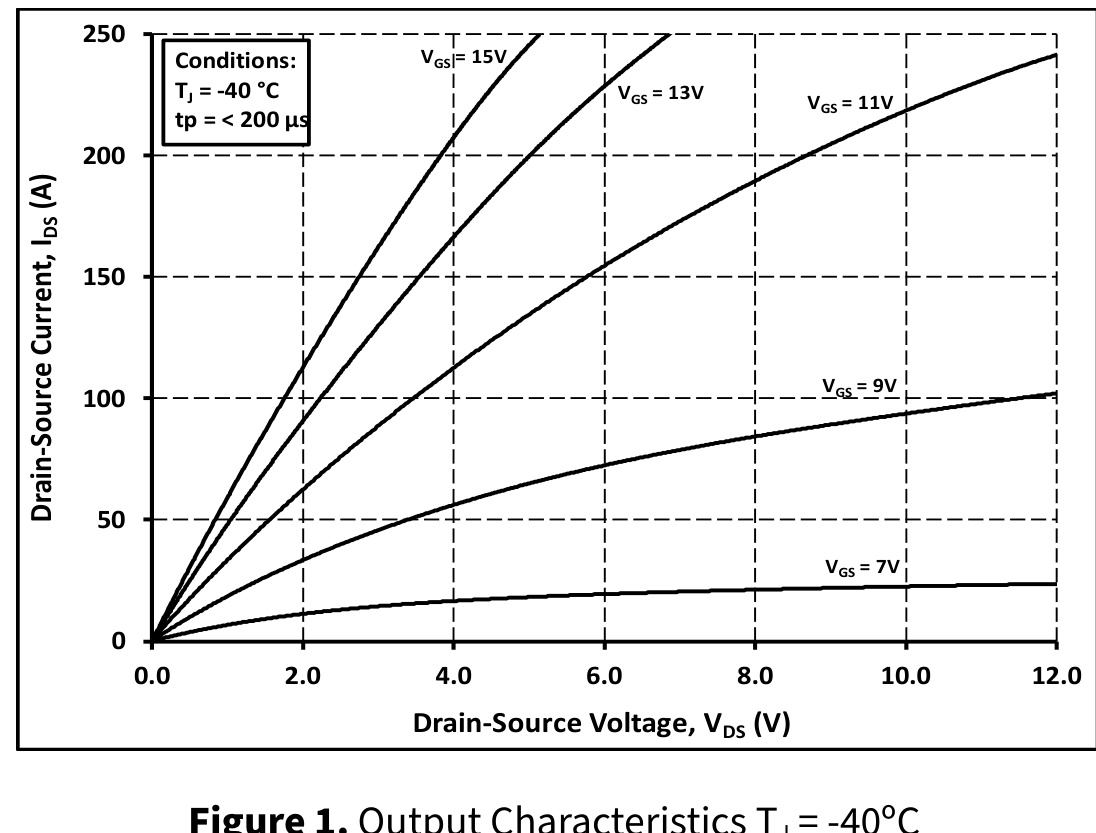 250
200
150
100
50
0
Drain-Source Current, IDS (A)
Conditions:
TJ = -40 °C
tp = < 200 µs
VGS = 15V
VGS = 13V
VGS = 11V
VGS = 9V
VGS = 7V
0.0 2.0 4.0 6.0 8.0 10.0 12.0
Drain-Source Voltage, VDS (V)
Figure 1. Output Characteristics TJ = -40ºC